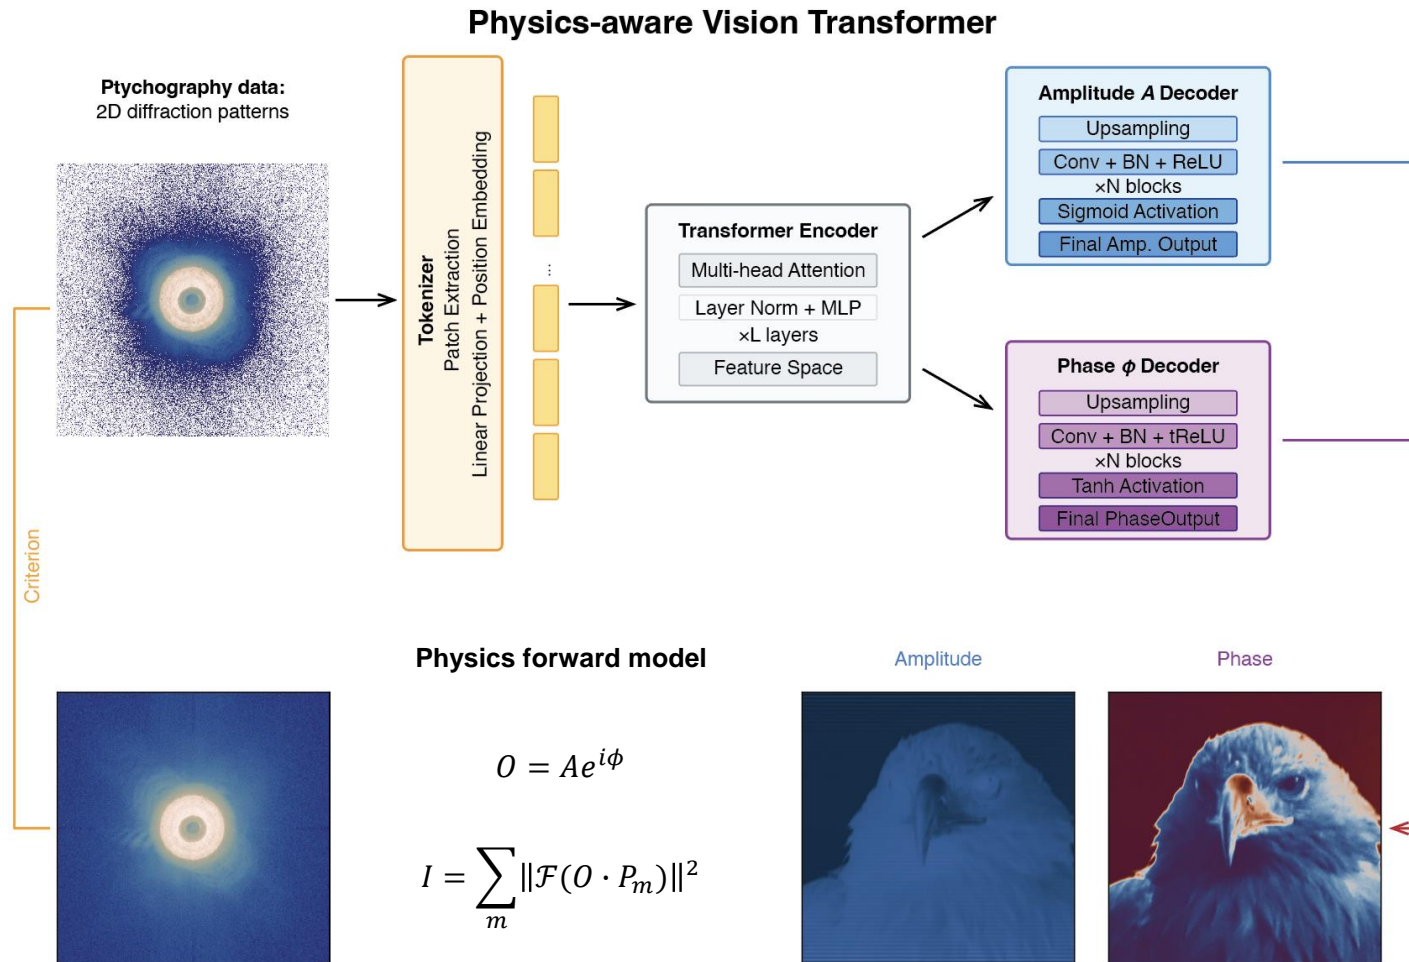 Physics-aware Vision Transformer
Ptychography data:
2D diffraction patterns
Tokenizer
Patch Extraction
Linear Projection + Position Embedding
...
Transformer Encoder
Multi-head Attention
Layer Norm + MLP
×L layers
Feature Space
Amplitude A Decoder
Upsampling
Conv + BN + ReLU
×N blocks
Sigmoid Activation
Final Amp. Output
Phase ϕ Decoder
Upsampling
Conv + BN + tReLU
×N blocks
Tanh Activation
Final PhaseOutput
Criterion
Physics forward model
O = Ae^{iϕ}
I = ∑_m ‖ℱ(O · P_m)‖²
Amplitude
Phase